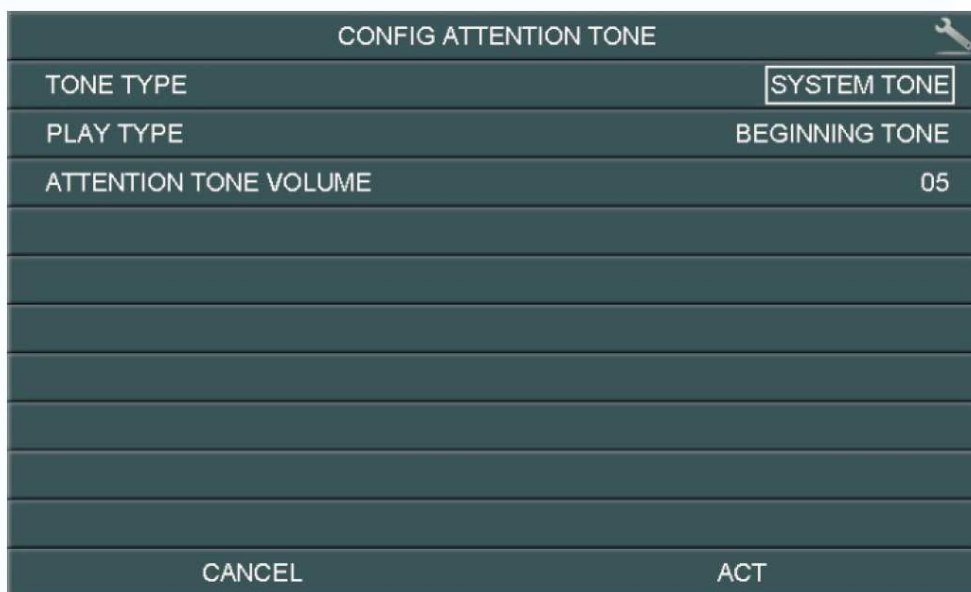 CONFIG ATTENTION TONE
TONE TYPE SYSTEM TONE
PLAY TYPE BEGINNING TONE
ATTENTION TONE VOLUME 05
CANCEL ACT